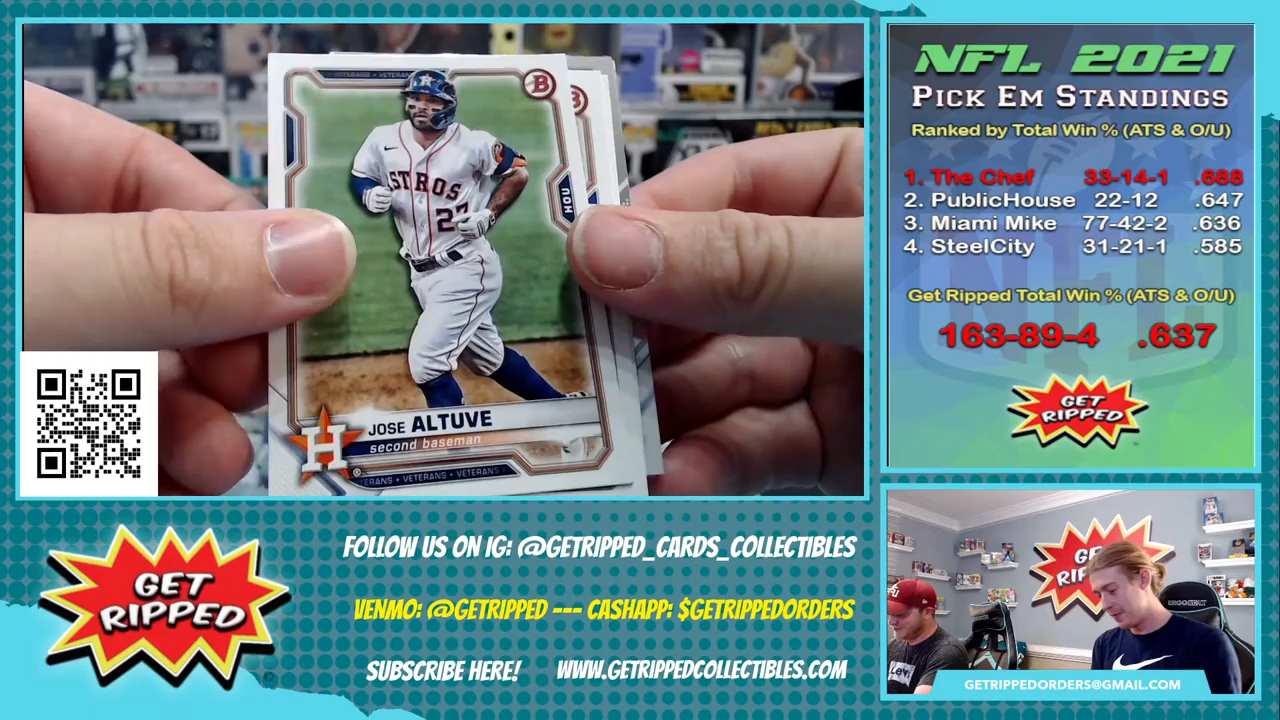 VETERANS
B
B
ASTROS
27
HOU
JOSE ALTUVE
second baseman
H
VETERANS • VETERANS
NFL 2021
PICK EM STANDINGS
Ranked by Total Win % (ATS & O/U)
1. The Chef 33-14-1 .688
2. PublicHouse 22-12 .647
3. Miami Mike 77-42-2 .636
4. SteelCity 31-21-1 .585
Get Ripped Total Win % (ATS & O/U)
163-89-4 .637
GET
RIPPED
GET
RIPPED
FOLLOW US ON IG: @GETRIPPED_CARDS_COLLECTIBLES
VENMO: @GETRIPPED --- CASHAPP: $GETRIPPEDORDERS
SUBSCRIBE HERE! WWW.GETRIPPEDCOLLECTIBLES.COM
ERGOSEAT
GETRIPPEDORDERS@GMAIL.COM